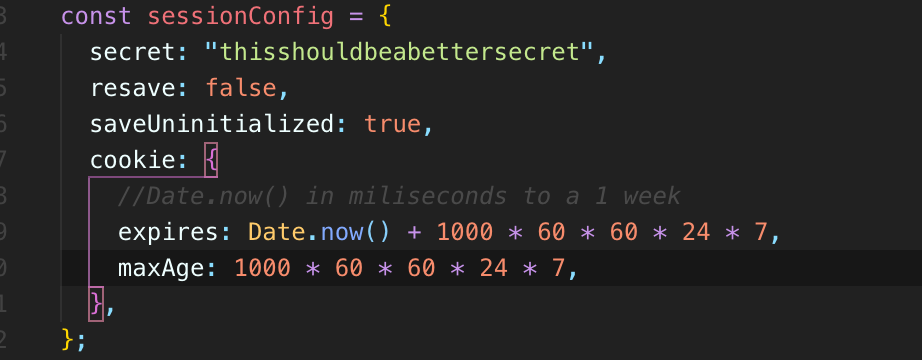 const sessionConfig = {
secret: "thisshouldbeabettersecret",
resave: false,
saveUninitialized: true,
cookie: {
//Date.now() in miliseconds to a 1 week
expires: Date.now() + 1000 * 60 * 60 * 24 * 7,
maxAge: 1000 * 60 * 60 * 24 * 7,
},
};